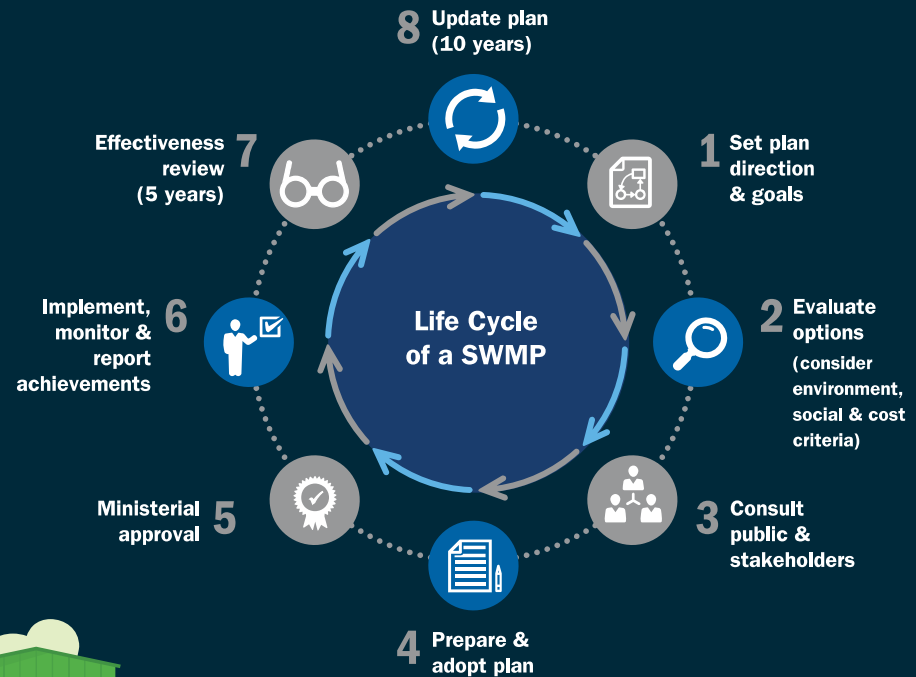 Life Cycle
of a SWMP
1 Set plan
direction
& goals
2 Evaluate
options
(consider
environment,
social & cost
criteria)
3 Consult
public &
stakeholders
4 Prepare &
adopt plan
5 Ministerial
approval
6 Implement,
monitor &
report
achievements
7 Effectiveness
review
(5 years)
8 Update plan
(10 years)